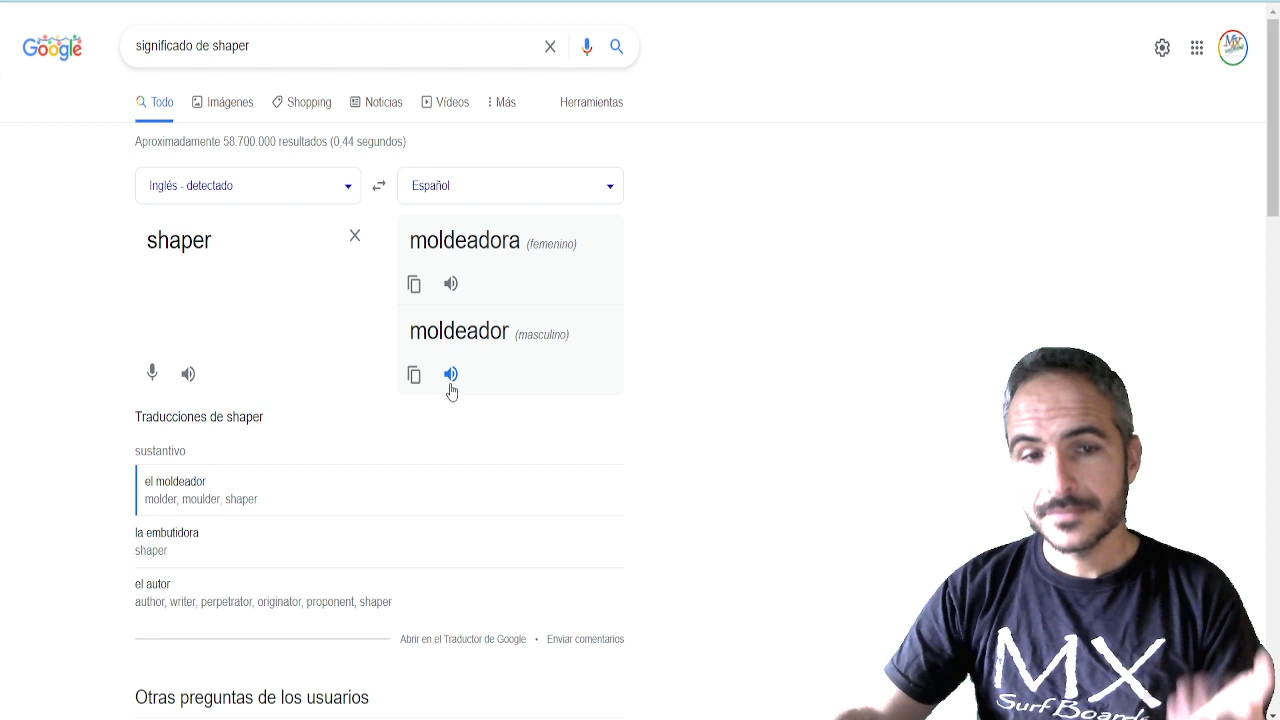 Google
significado de shaper
Todo Imágenes Shopping Noticias Vídeos Más Herramientas
Aproximadamente 58.700.000 resultados (0,44 segundos)
Inglés - detectado Español
shaper
moldeadora (femenino)
moldeador (masculino)
Traducciones de shaper
sustantivo
el moldeador
molder, moulder, shaper
la embutidora
shaper
el autor
author, writer, perpetrator, originator, proponent, shaper
Abrir en el Traductor de Google • Enviar comentarios
Otras preguntas de los usuarios
MX
Surf Boards